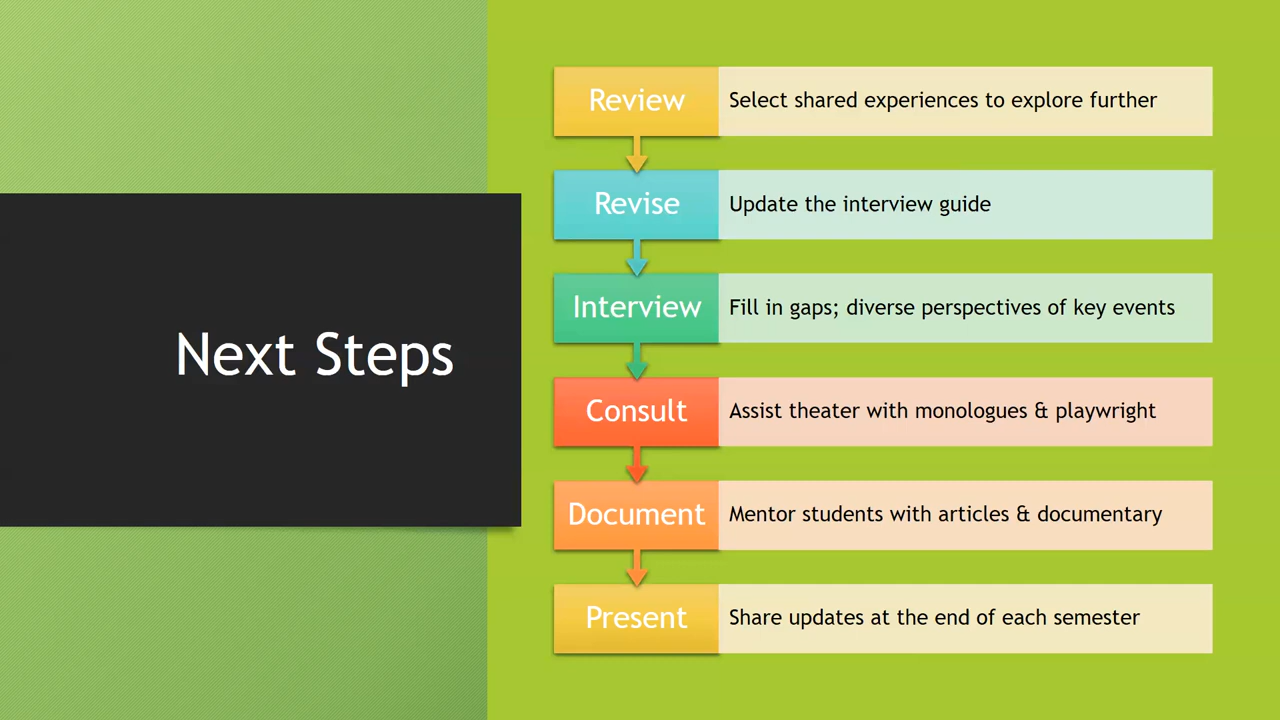 Next Steps
Review
Select shared experiences to explore further
Revise
Update the interview guide
Interview
Fill in gaps; diverse perspectives of key events
Consult
Assist theater with monologues & playwright
Document
Mentor students with articles & documentary
Present
Share updates at the end of each semester